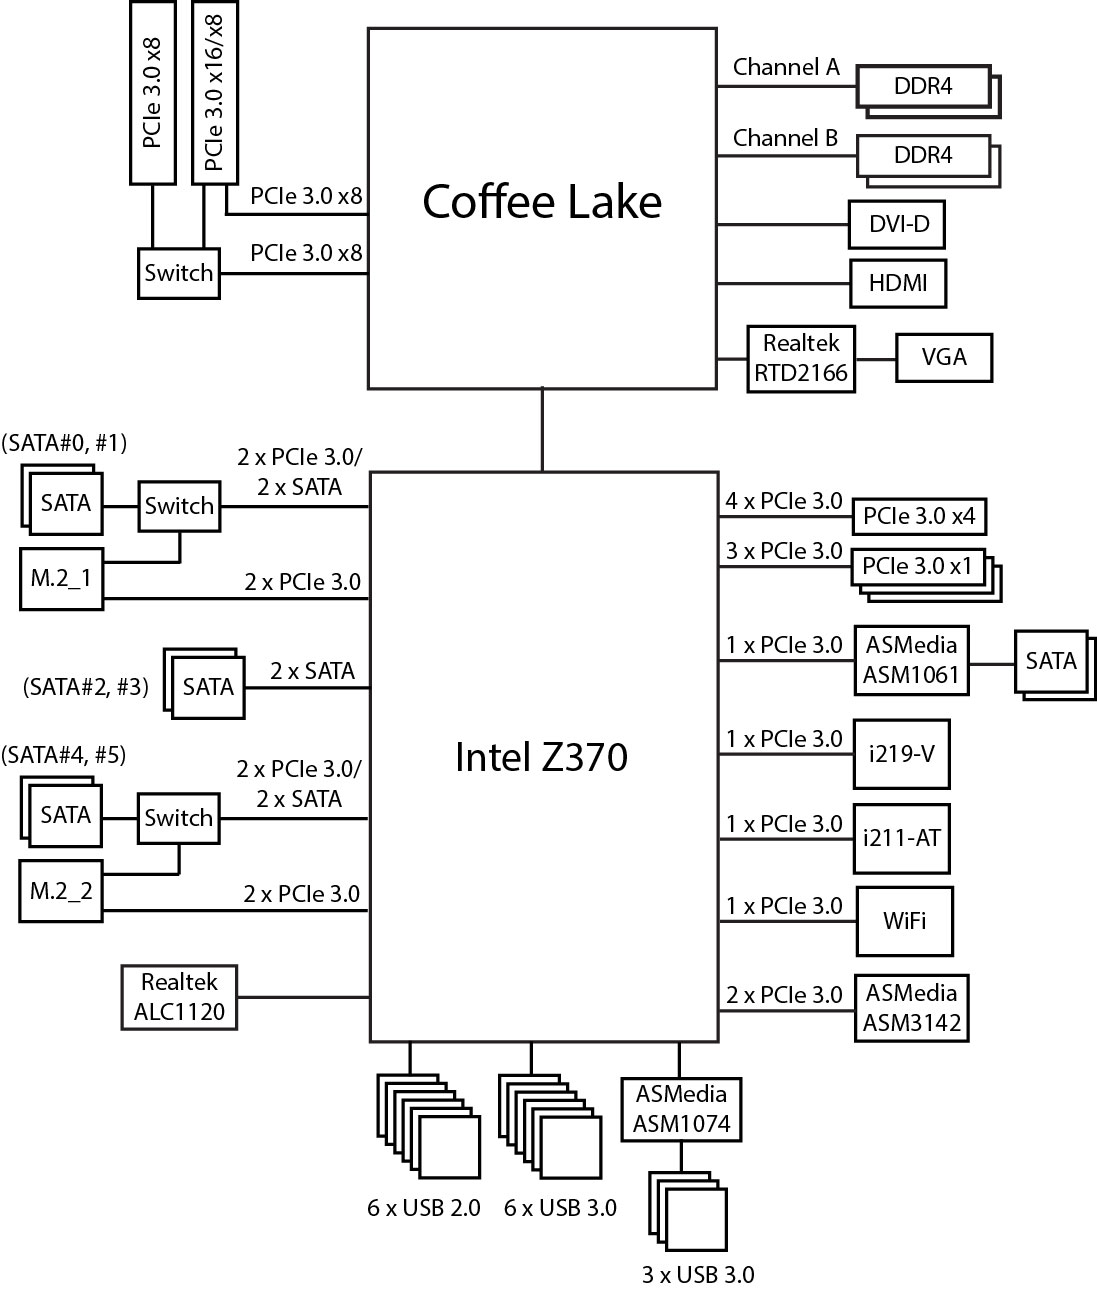 PCIe 3.0 x8
PCIe 3.0 x16/x8
PCIe 3.0 x8
PCIe 3.0 x8
Switch
Coffee Lake
Channel A
DDR4
Channel B
DDR4
DVI-D
HDMI
Realtek
RTD2166
VGA
(SATA#0, #1)
SATA
Switch
2 x PCIe 3.0/
2 x SATA
M.2_1
2 x PCIe 3.0
(SATA#2, #3)
SATA
2 x SATA
(SATA#4, #5)
SATA
Switch
2 x PCIe 3.0/
2 x SATA
M.2_2
2 x PCIe 3.0
Realtek
ALC1120
Intel Z370
4 x PCIe 3.0
PCIe 3.0 x4
3 x PCIe 3.0
PCIe 3.0 x1
1 x PCIe 3.0
ASMedia
ASM1061
SATA
1 x PCIe 3.0
i219-V
1 x PCIe 3.0
i211-AT
1 x PCIe 3.0
WiFi
2 x PCIe 3.0
ASMedia
ASM3142
6 x USB 2.0
6 x USB 3.0
ASMedia
ASM1074
3 x USB 3.0